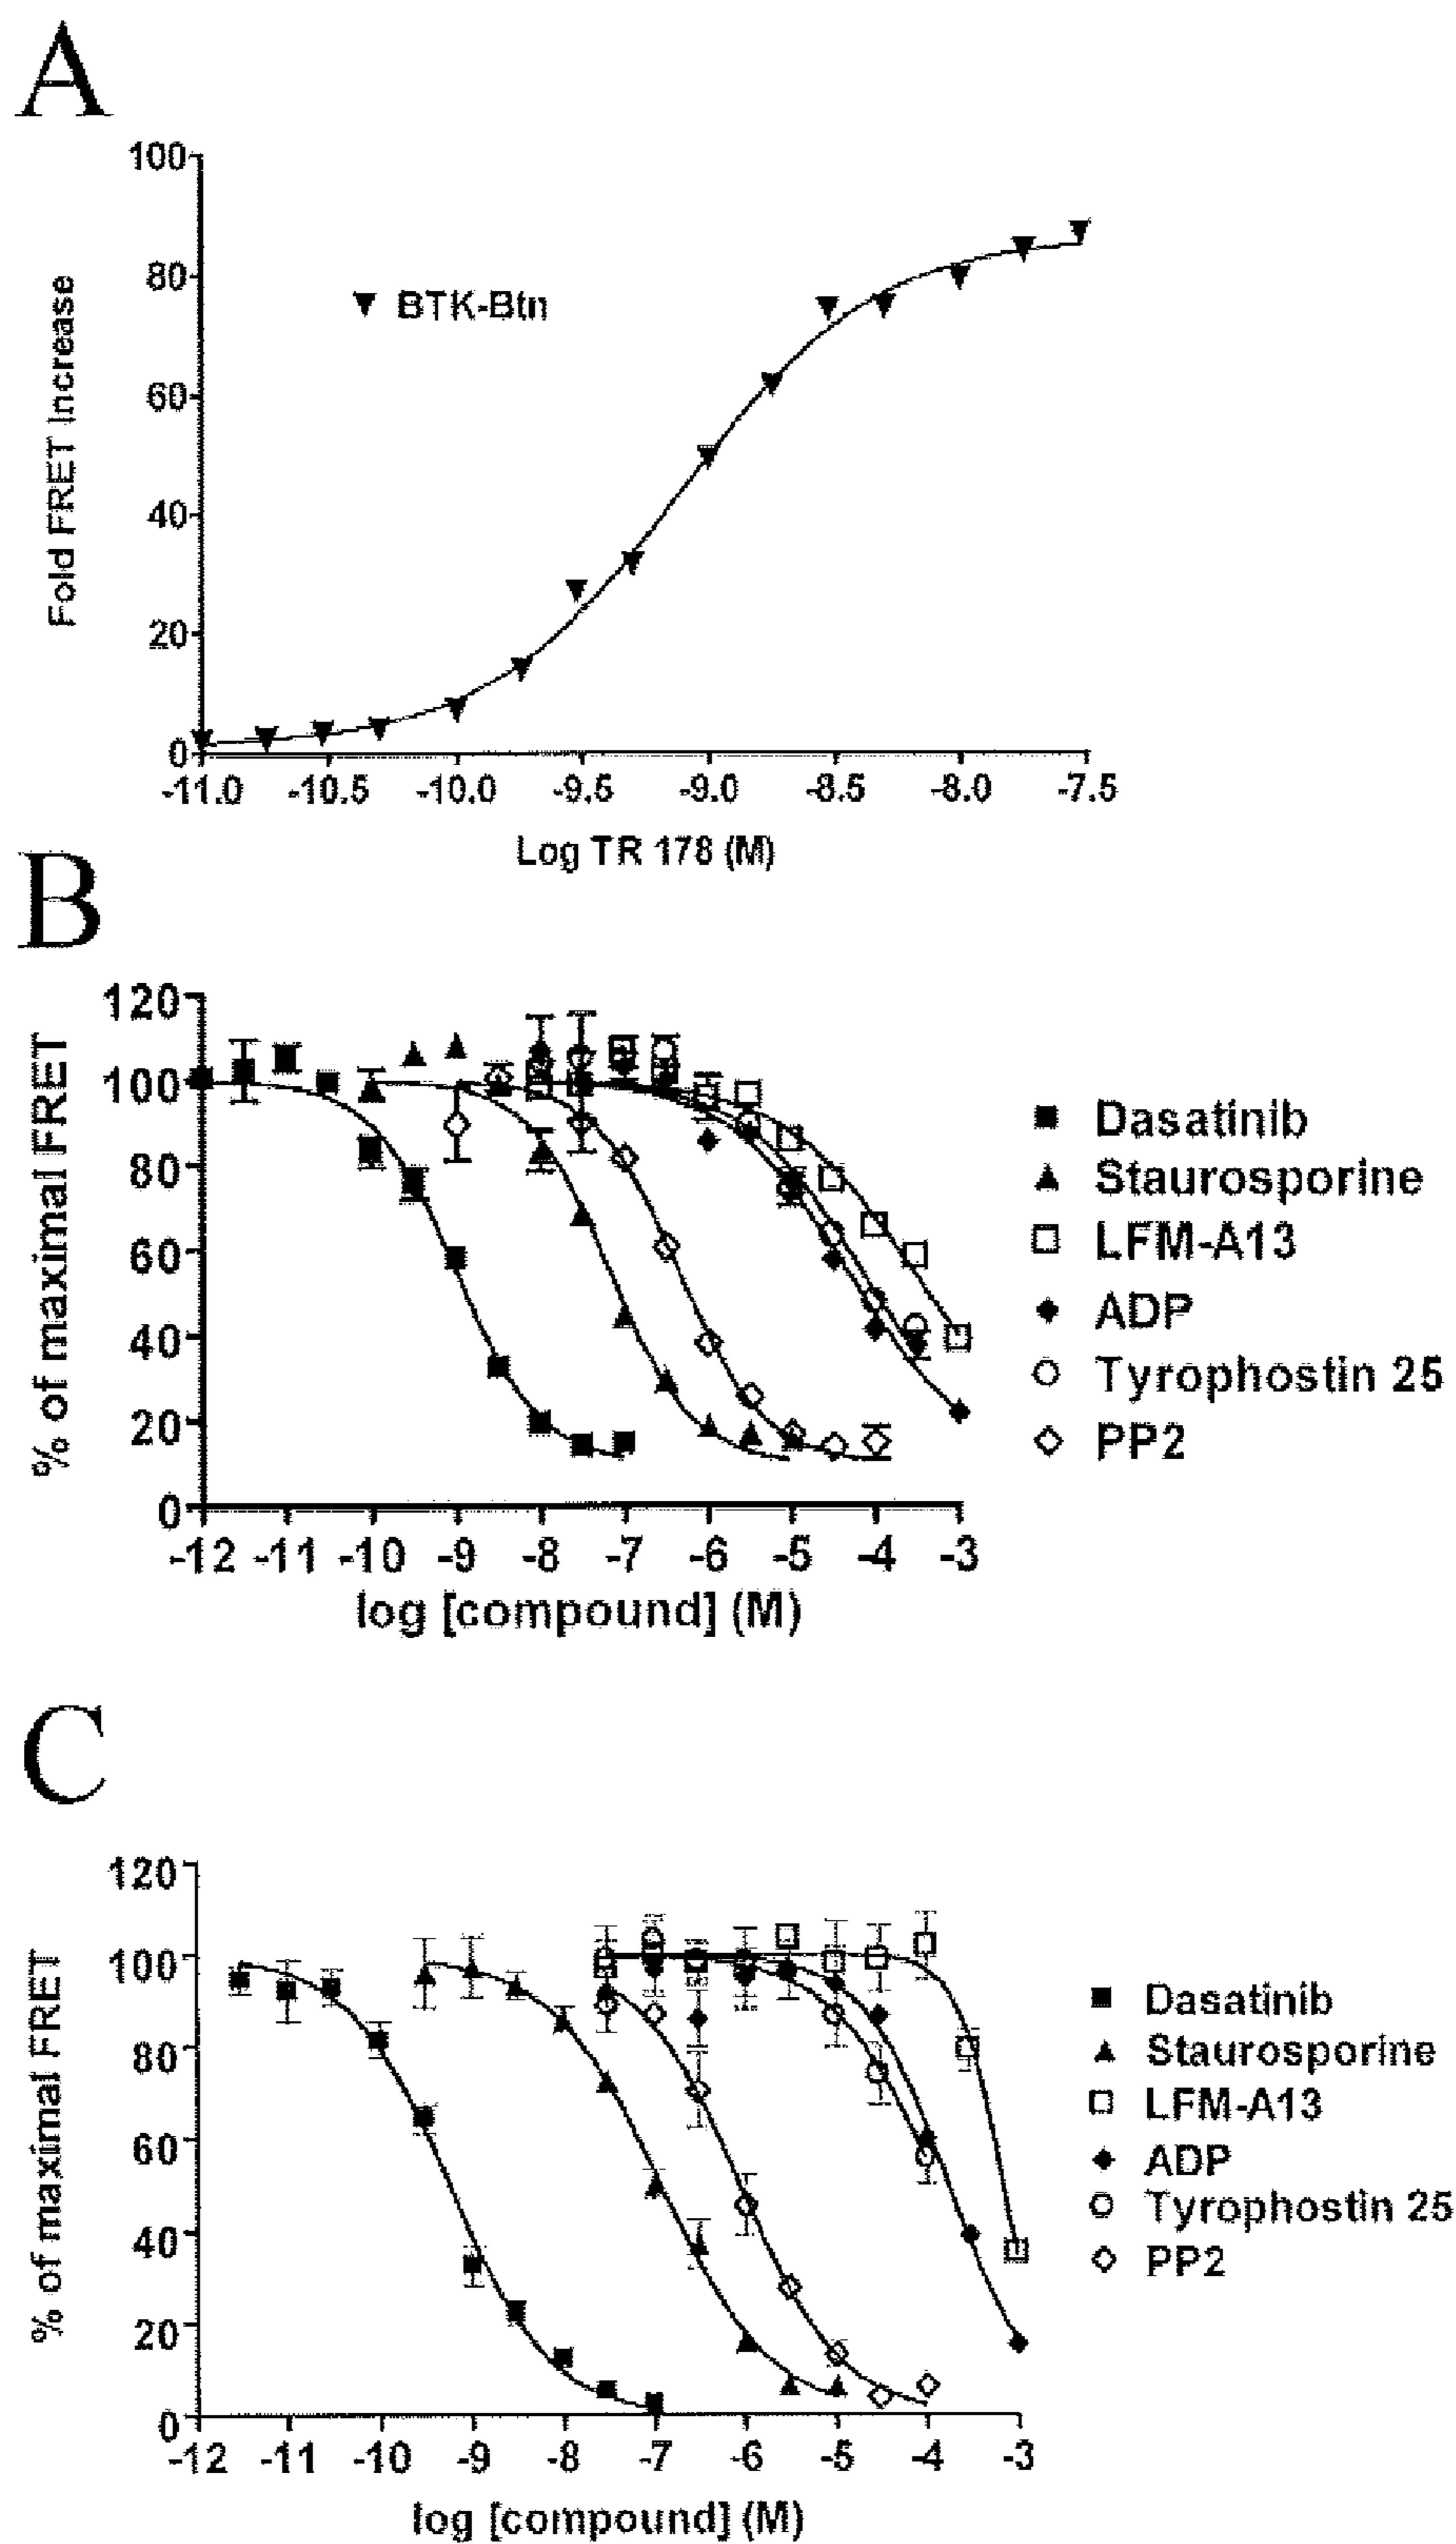 A
100
80
60
40
20
0
Fold FRET Increase
BTK-Btn
-11.0 -10.5 -10.0 -9.5 -9.0 -8.5 -8.0 -7.5
Log TR 178 (M)
B
120
100
80
60
40
20
0
% of maximal FRET
-12 -11 -10 -9 -8 -7 -6 -5 -4 -3
log [compound] (M)
Dasatinib
Staurosporine
LFM-A13
ADP
Tyrophostin 25
PP2
C
120
100
80
60
40
20
0
% of maximal FRET
-12 -11 -10 -9 -8 -7 -6 -5 -4 -3
log [compound] (M)
Dasatinib
Staurosporine
LFM-A13
ADP
Tyrophostin 25
PP2